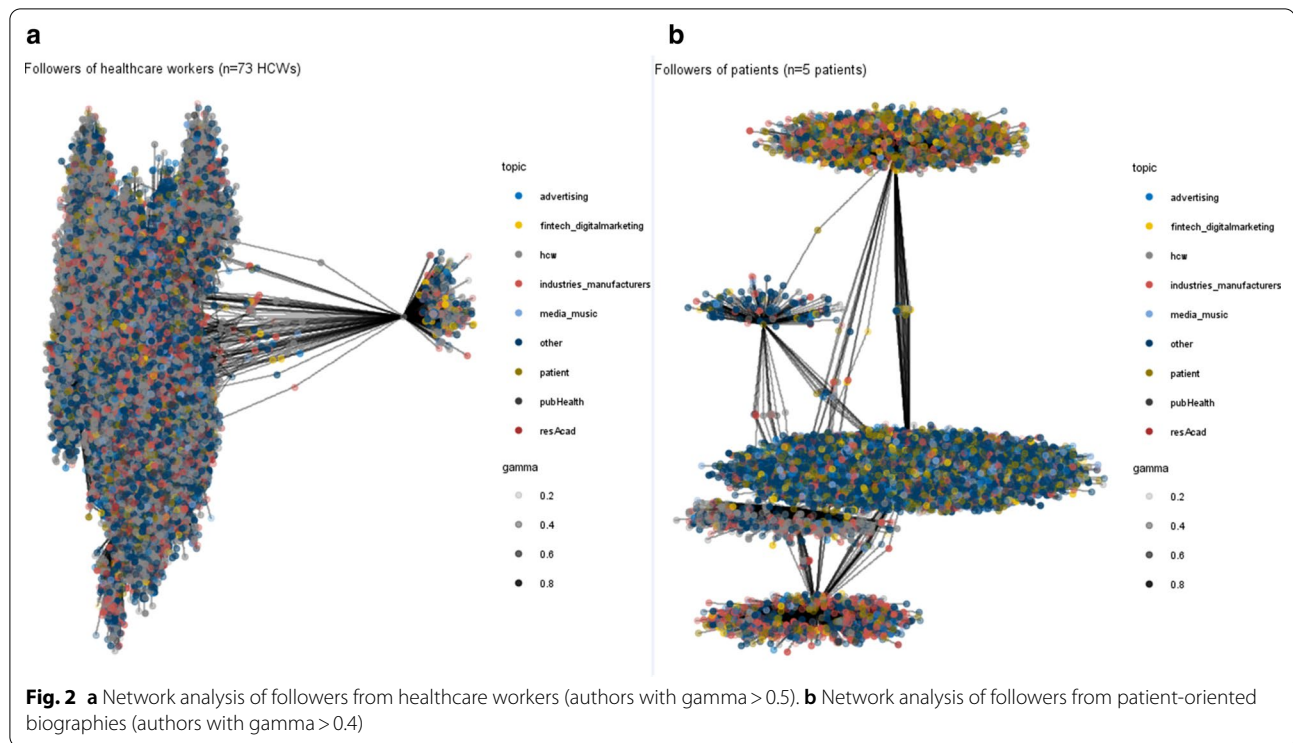 a
Followers of healthcare workers (n=73 HCWs)
topic
advertising
fintech_digitalmarketing
hcw
industries_manufacturers
media_music
other
patient
pubHealth
resAcad
gamma
0.2
0.4
0.6
0.8
b
Followers of patients (n=5 patients)
topic
advertising
fintech_digitalmarketing
hcw
industries_manufacturers
media_music
other
patient
pubHealth
resAcad
gamma
0.2
0.4
0.6
0.8
Fig. 2 a Network analysis of followers from healthcare workers (authors with gamma > 0.5). b Network analysis of followers from patient-oriented
biographies (authors with gamma > 0.4)